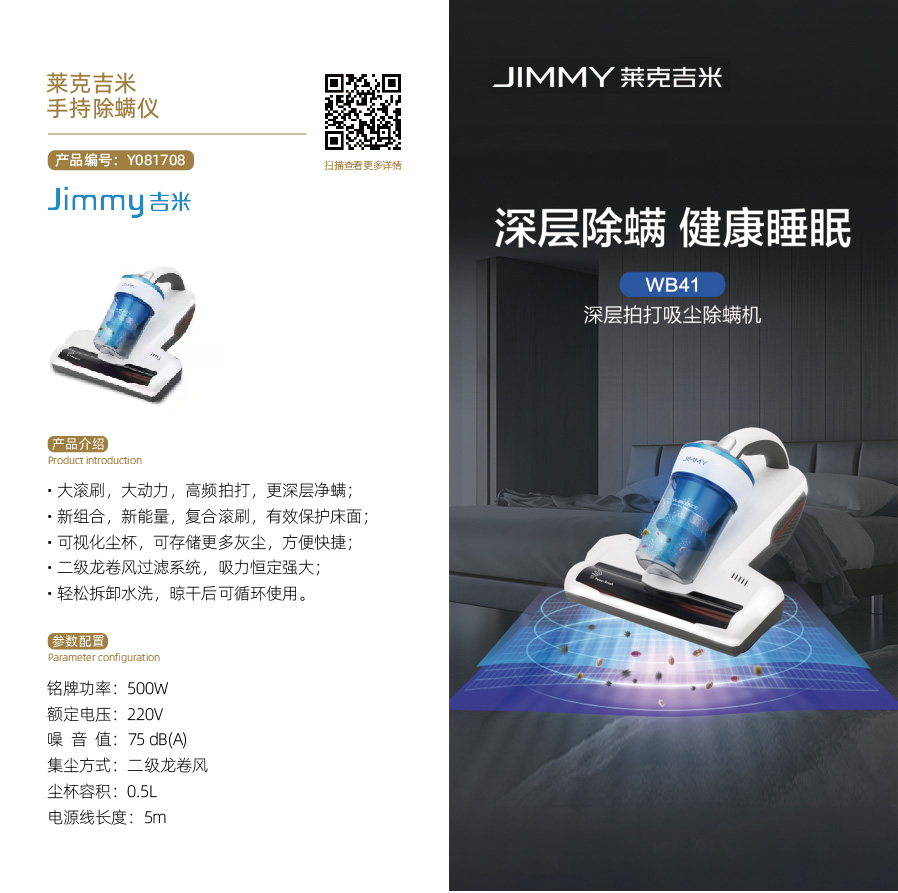 莱克吉米
手持除螨仪
产品编号：Y081708
扫描查看更多详情
Jimmy 吉米
JIMMY
产品介绍
Product introduction
• 大滚刷，大动力，高频拍打，更深层净螨；
• 新组合，新能量，复合滚刷，有效保护床面；
• 可视化尘杯，可存储更多灰尘，方便快捷；
• 二级龙卷风过滤系统，吸力恒定强大；
• 轻松拆卸水洗，晾干后可循环使用。
参数配置
Parameter configuration
铭牌功率：500W
额定电压：220V
噪 音 值：75 dB(A)
集尘方式：二级龙卷风
尘杯容积：0.5L
电源线长度：5m
JIMMY 莱克吉米
深层除螨 健康睡眠
WB41
深层拍打吸尘除螨机
JIMMY